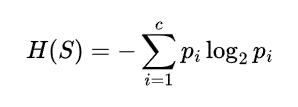 H(S) = − ∑_{i=1}^{c} p_i log_2 p_i